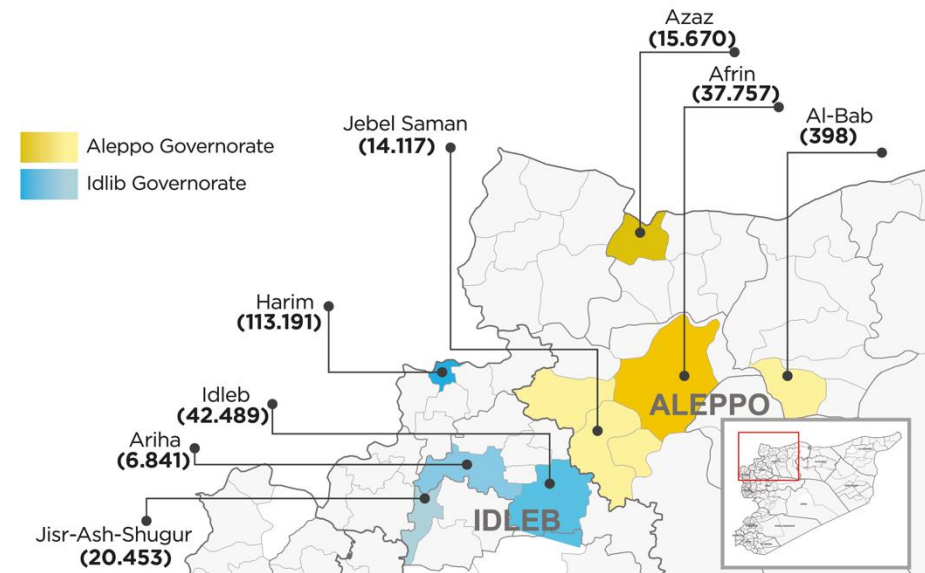 Azaz
(15.670)
Afrin
(37.757)
Al-Bab
(398)
Jebel Saman
(14.117)
Aleppo Governorate
Idlib Governorate
Harim
(113.191)
Idleb
(42.489)
Ariha
(6.841)
Jisr-Ash-Shugur
(20.453)
ALEPPO
IDLEB